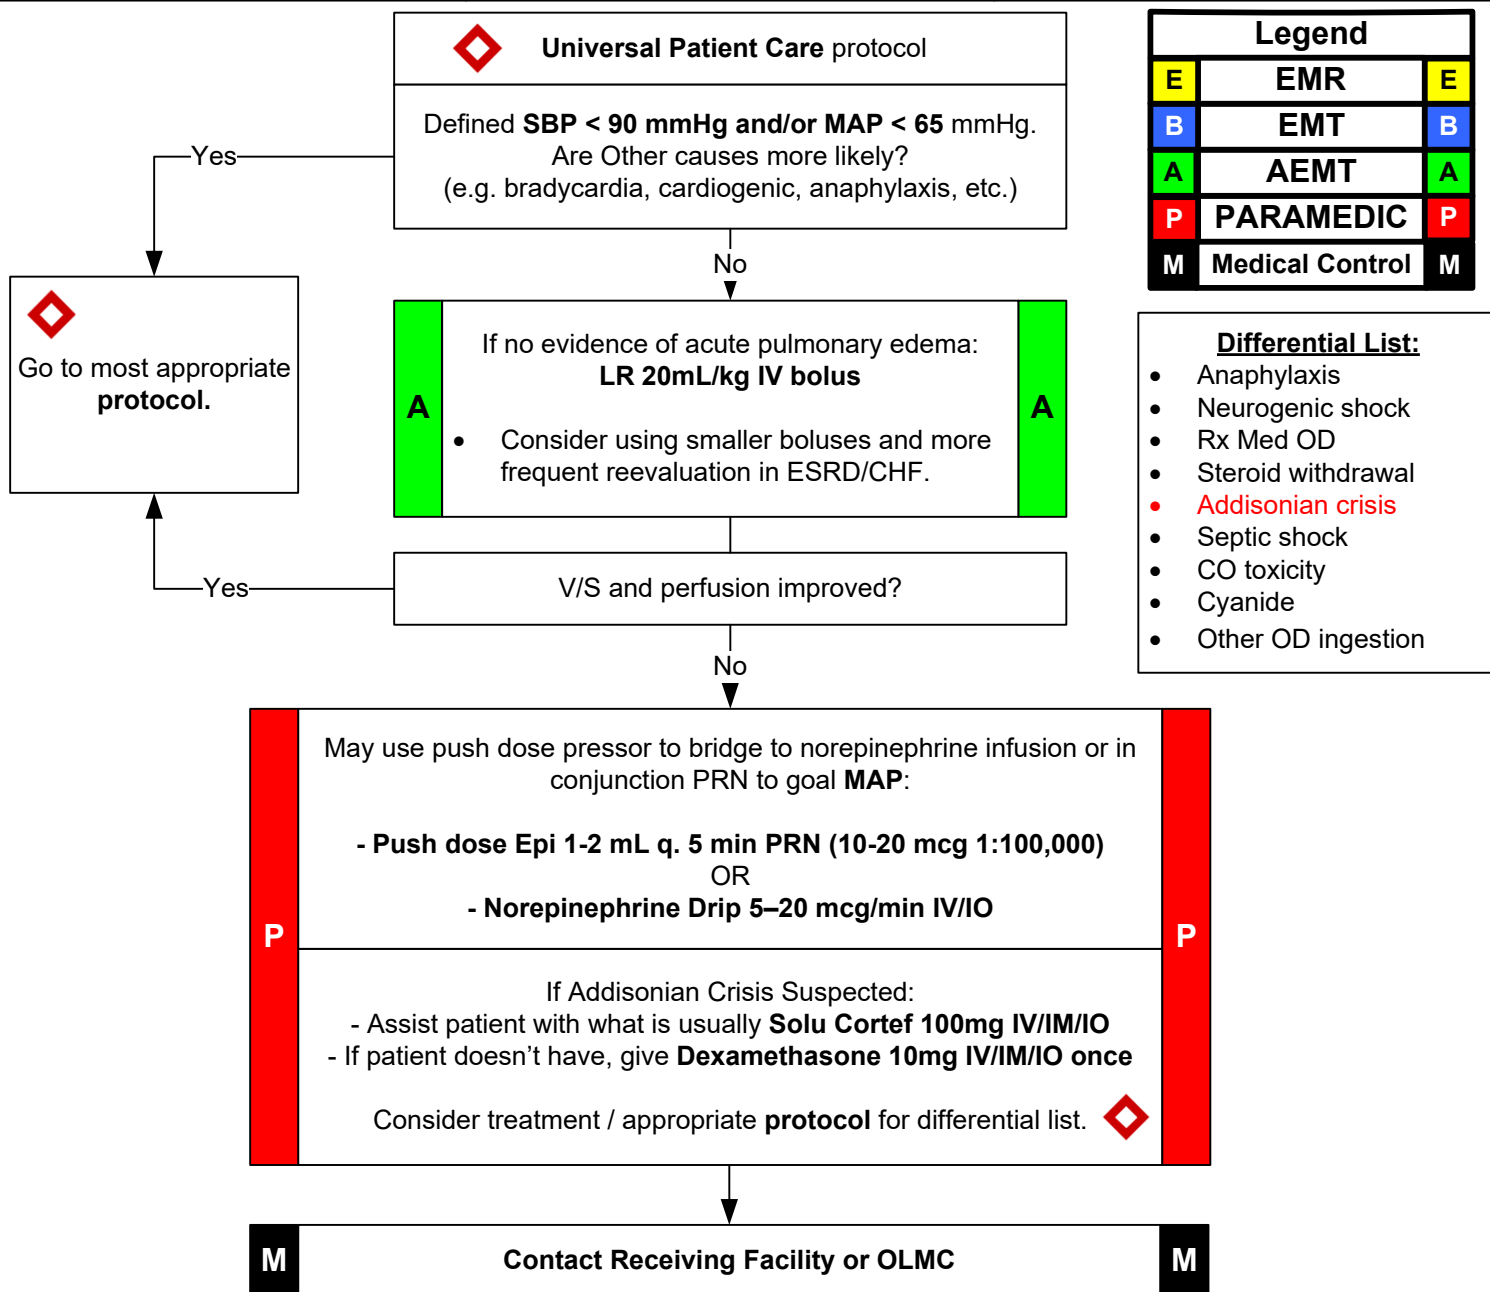 Universal Patient Care protocol
Defined SBP < 90 mmHg and/or MAP < 65 mmHg.
Are Other causes more likely?
(e.g. bradycardia, cardiogenic, anaphylaxis, etc.)
Yes
No
Go to most appropriate
protocol.
A
If no evidence of acute pulmonary edema:
LR 20mL/kg IV bolus
• Consider using smaller boluses and more
frequent reevaluation in ESRD/CHF.
A
Yes
V/S and perfusion improved?
No
P
May use push dose pressor to bridge to norepinephrine infusion or in
conjunction PRN to goal MAP:
- Push dose Epi 1-2 mL q. 5 min PRN (10-20 mcg 1:100,000)
OR
- Norepinephrine Drip 5–20 mcg/min IV/IO
If Addisonian Crisis Suspected:
- Assist patient with what is usually Solu Cortef 100mg IV/IM/IO
- If patient doesn’t have, give Dexamethasone 10mg IV/IM/IO once
Consider treatment / appropriate protocol for differential list.
P
M Contact Receiving Facility or OLMC M
Legend
E EMR E
B EMT B
A AEMT A
P PARAMEDIC P
M Medical Control M
Differential List:
• Anaphylaxis
• Neurogenic shock
• Rx Med OD
• Steroid withdrawal
• Addisonian crisis
• Septic shock
• CO toxicity
• Cyanide
• Other OD ingestion